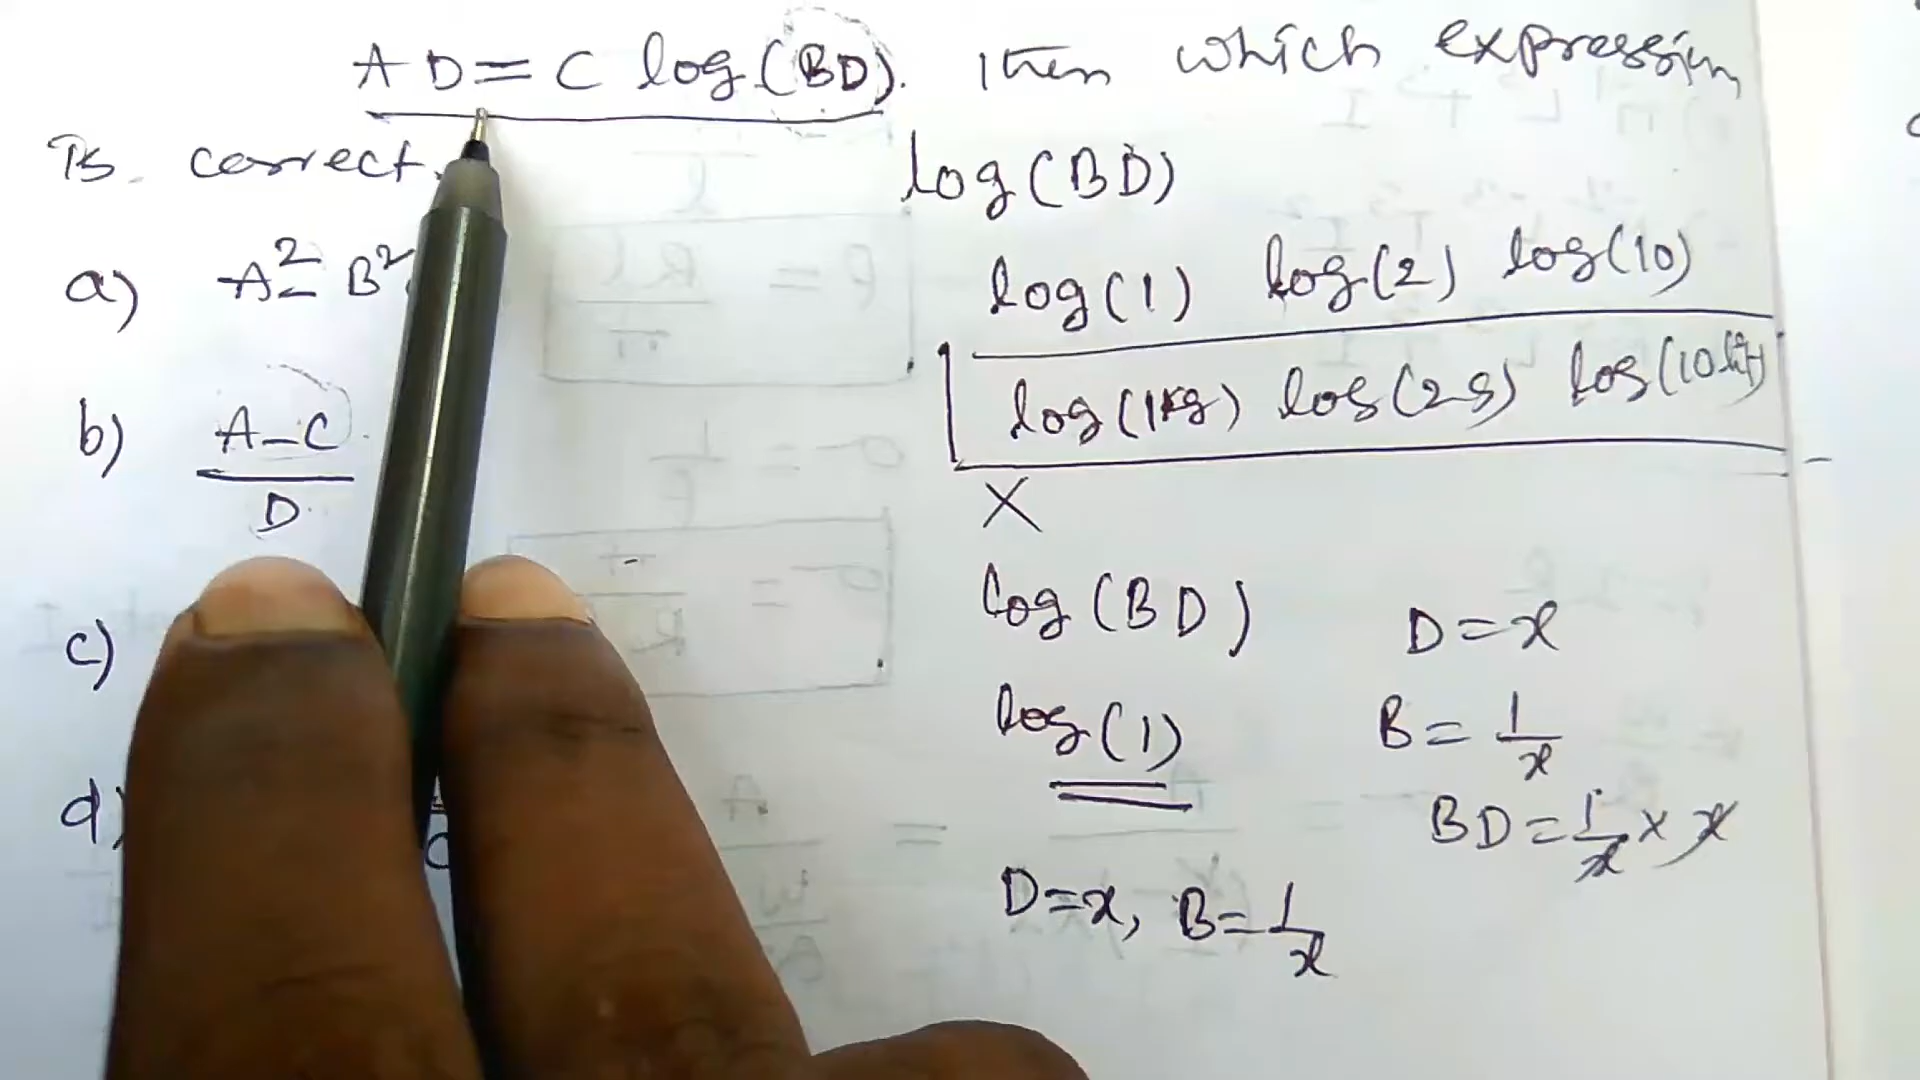 AD = C log(BD). Then which expression
is correct.
a) A² - B²
b) A - C
D
c)
d)
log(BD)
log(1) log(2) log(10)
log(1kg) log(2g) log(10lit)
X
log(BD)
log(1)
D=x, B=1/x
D=x
B=1/x
BD=1/x × x